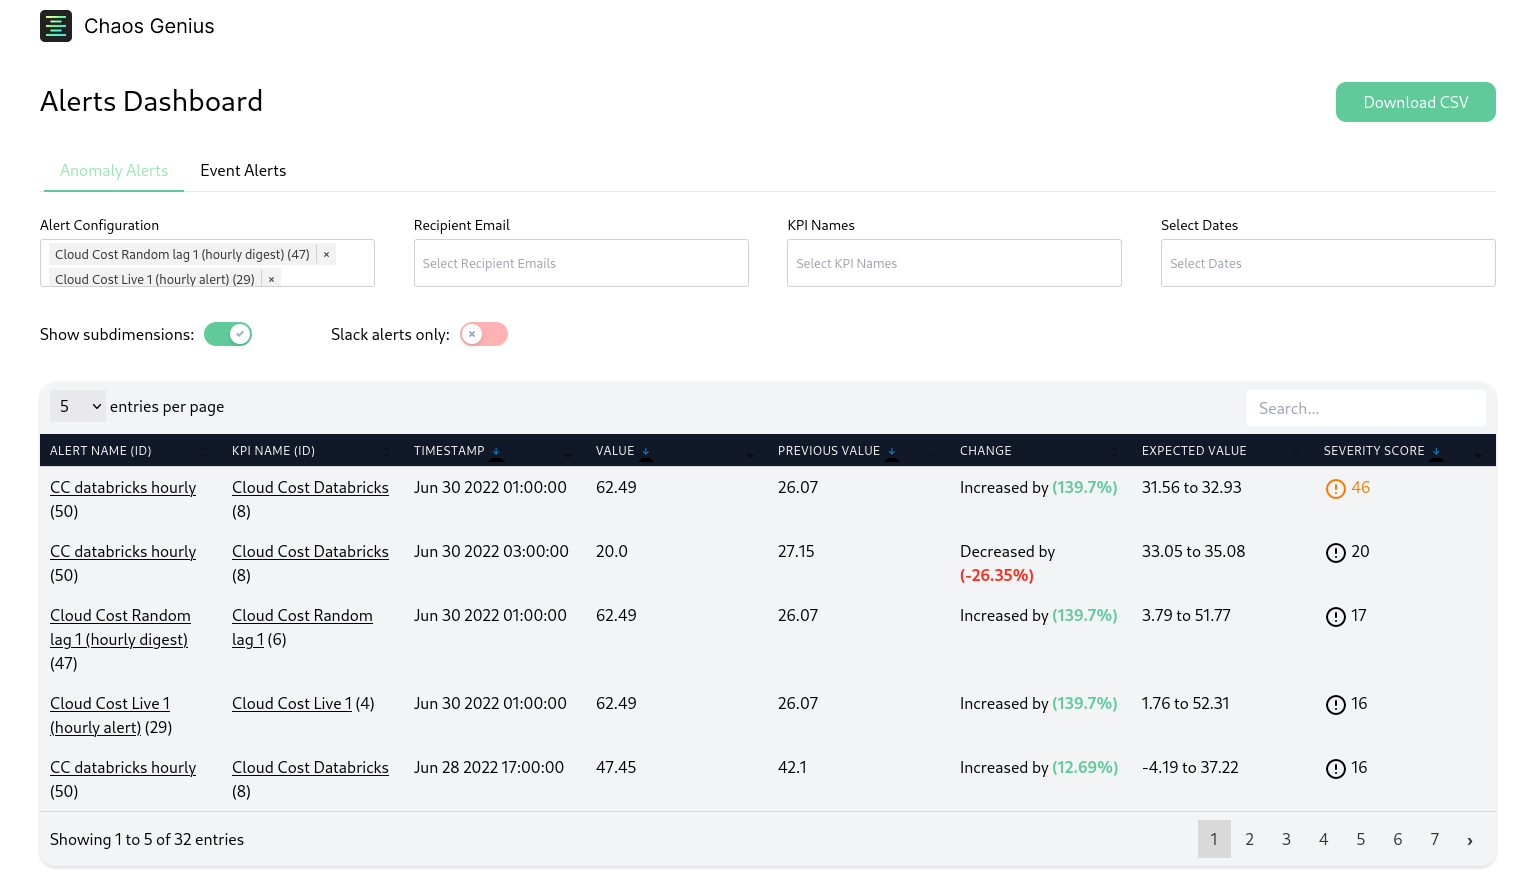 Chaos Genius
Alerts Dashboard
Download CSV
Anomaly Alerts
Event Alerts
Alert Configuration
Recipient Email
KPI Names
Select Dates
Cloud Cost Random lag 1 (hourly digest) (47) ×
Cloud Cost Live 1 (hourly alert) (29) ×
Select Recipient Emails
Select KPI Names
Select Dates
Show subdimensions:
Slack alerts only:
5 entries per page
Search...
ALERT NAME (ID) KPI NAME (ID) TIMESTAMP VALUE PREVIOUS VALUE CHANGE EXPECTED VALUE SEVERITY SCORE
CC databricks hourly Cloud Cost Databricks Jun 30 2022 01:00:00 62.49 26.07 Increased by (139.7%) 31.56 to 32.93 46
(50) (8)
CC databricks hourly Cloud Cost Databricks Jun 30 2022 03:00:00 20.0 27.15 Decreased by 33.05 to 35.08 20
(50) (8) (-26.35%)
Cloud Cost Random Cloud Cost Random Jun 30 2022 01:00:00 62.49 26.07 Increased by (139.7%) 3.79 to 51.77 17
lag 1 (hourly digest) lag 1 (6)
(47)
Cloud Cost Live 1 Cloud Cost Live 1 (4) Jun 30 2022 01:00:00 62.49 26.07 Increased by (139.7%) 1.76 to 52.31 16
(hourly alert) (29)
CC databricks hourly Cloud Cost Databricks Jun 28 2022 17:00:00 47.45 42.1 Increased by (12.69%) -4.19 to 37.22 16
(50) (8)
Showing 1 to 5 of 32 entries
1 2 3 4 5 6 7 ›